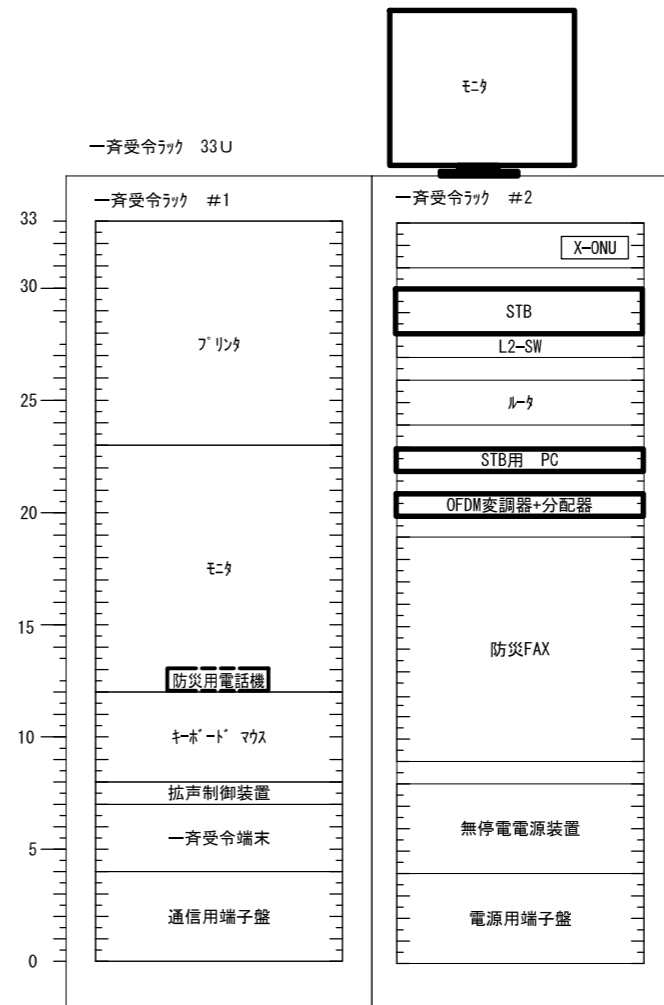 モニタ
一斉受令ラック 33U
一斉受令ラック #1
一斉受令ラック #2
33
30
25
20
15
10
5
0
プリンタ
モニタ
防災用電話機
キーボード マウス
拡声制御装置
一斉受令端末
通信用端子盤
X-ONU
STB
L2-SW
ルータ
STB用 PC
OFDM変調器+分配器
防災FAX
無停電電源装置
電源用端子盤